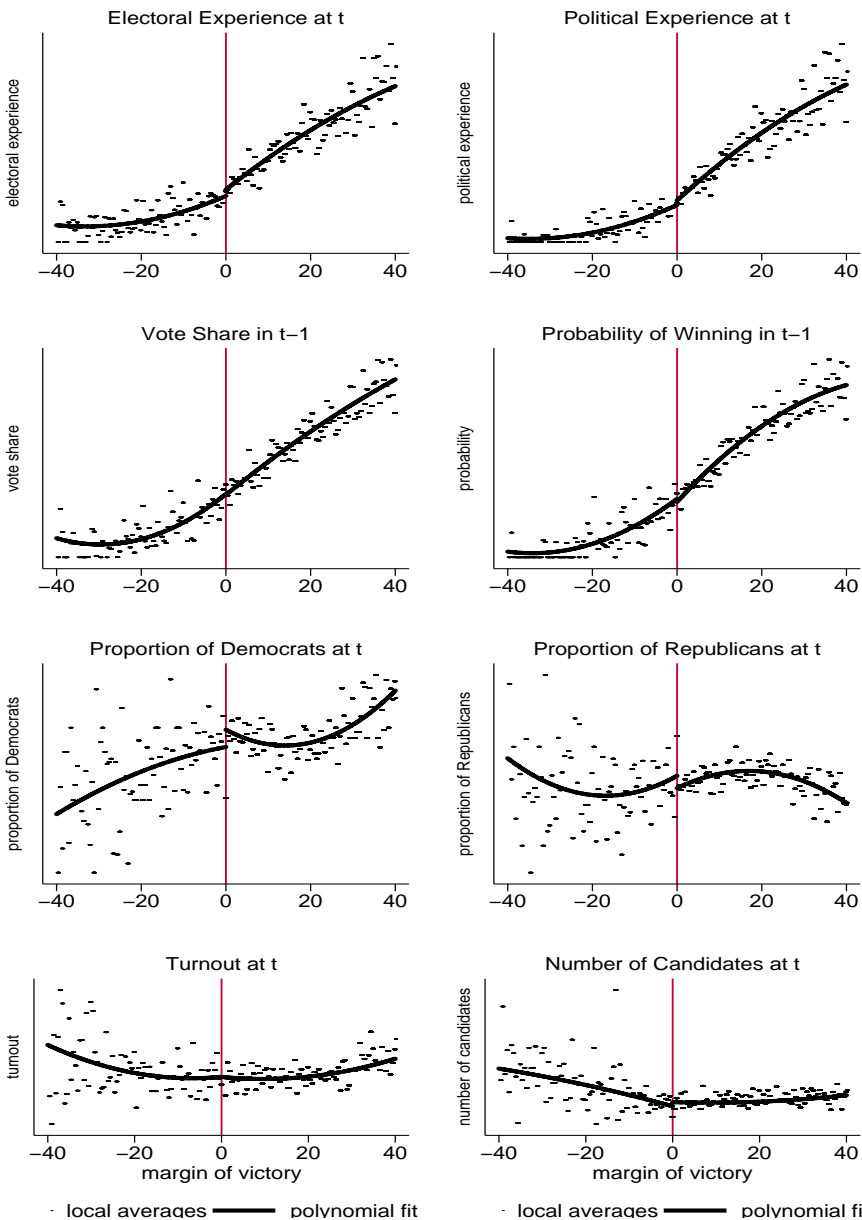 Electoral Experience at t
electoral experience
−40 −20 0 20 40
Political Experience at t
political experience
−40 −20 0 20 40
Vote Share in t−1
vote share
−40 −20 0 20 40
Probability of Winning in t−1
probability
−40 −20 0 20 40
Proportion of Democrats at t
proportion of Democrats
−40 −20 0 20 40
Proportion of Republicans at t
proportion of Republicans
−40 −20 0 20 40
Turnout at t
turnout
−40 −20 0 20 40
margin of victory
local averages polynomial fit
Number of Candidates at t
number of candidates
−40 −20 0 20 40
margin of victory
local averages polynomial fi